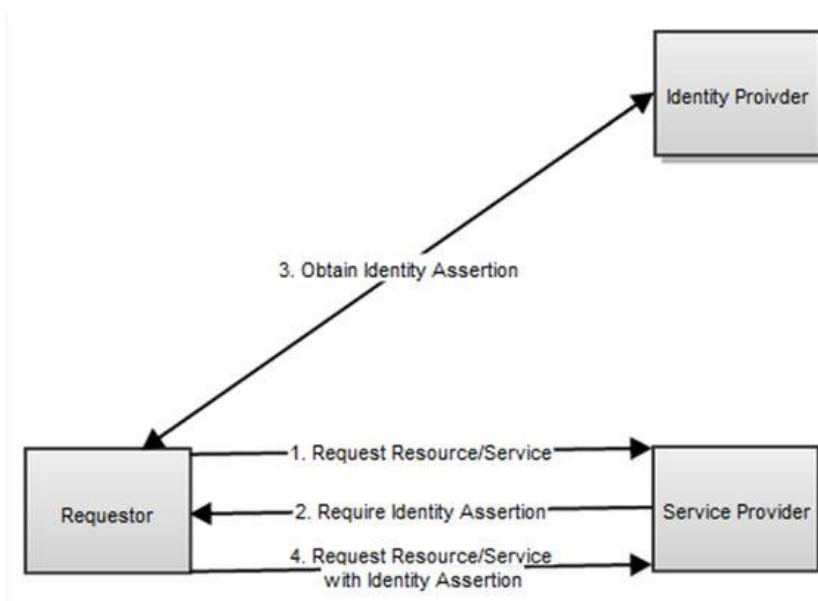 Identity Proivder
3. Obtain Identity Assertion
1. Request Resource/Service
Requestor
2. Require Identity Assertion
Service Provider
4. Request Resource/Service
with Identity Assertion